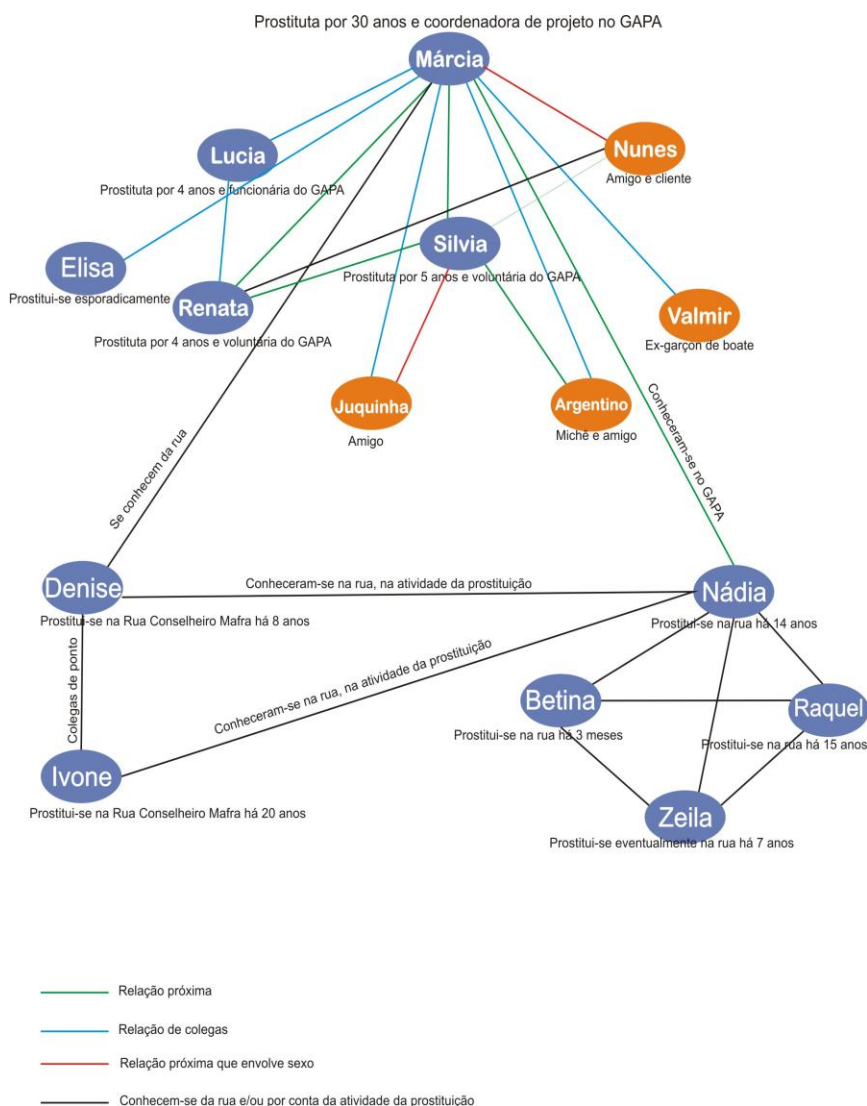 Prostituta por 30 anos e coordenadora de projeto no GAPA
Márcia
Lucia
Prostituta por 4 anos e funcionária do GAPA
Nunes
Amigo e cliente
Silvia
Prostituta por 5 anos e voluntária do GAPA
Elisa
Prostitui-se esporadicamente
Renata
Prostituta por 4 anos e voluntária do GAPA
Valmir
Ex-garçon de boate
Juquinha
Amigo
Argentino
Michê e amigo
Se conhecem da rua
Conheceram-se no GAPA
Denise
Prostitui-se na Rua Conselheiro Mafra há 8 anos
Conheceram-se na rua, na atividade da prostituição
Nádia
Prostitui-se na rua há 14 anos
Colegas de ponto
Conheceram-se na rua, na atividade da prostituição
Betina
Prostitui-se na rua há 3 meses
Raquel
Prostitui-se na rua há 15 anos
Ivone
Prostitui-se na Rua Conselheiro Mafra há 20 anos
Zeila
Prostitui-se eventualmente na rua há 7 anos
Relação próxima
Relação de colegas
Relação próxima que envolve sexo
Conhecem-se da rua e/ou por conta da atividade da prostituição